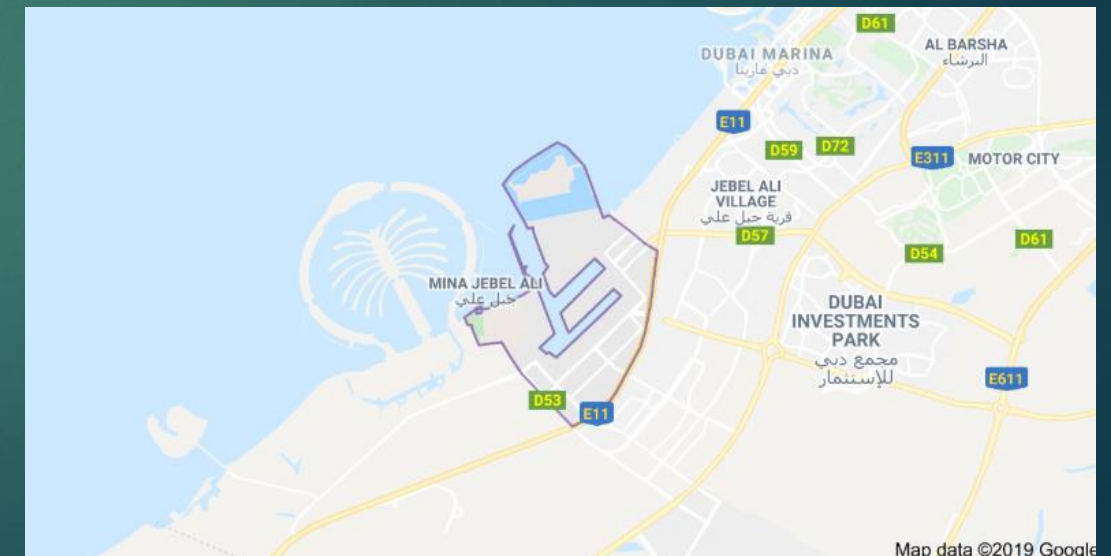 D61
AL BARSHA
البرشاء
DUBAI MARINA
دبي مارينا
E11
D59
D72
E311
MOTOR CITY
JEBEL ALI
VILLAGE
قرية جبل علي
D57
D61
D54
MINA JEBEL ALI
جبل علي
DUBAI
INVESTMENTS
PARK
مجمع دبي
للإستثمار
E611
D53
E11
Map data ©2019 Google